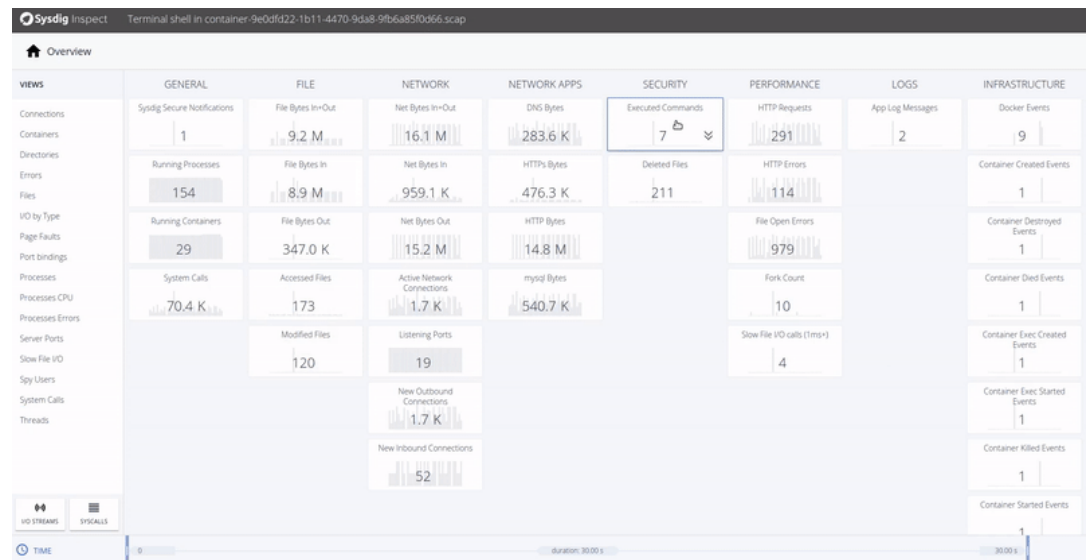 Sysdig Inspect
Terminal shell in container-9e0dfd22-1b11-4470-9da8-9fb6a85f0d66.scap
Overview
VIEWS
Connections
Containers
Directories
Errors
Files
I/O by Type
Page Faults
Port bindings
Processes
Processes CPU
Processes Errors
Server Ports
Slow File I/O
Spy Users
System Calls
Threads
I/O STREAMS
SYSCALLS
GENERAL
Sysdig Secure Notifications
1
Running Processes
154
Running Containers
29
System Calls
70.4 K
FILE
File Bytes In+Out
9.2 M
File Bytes In
8.9 M
File Bytes Out
347.0 K
Accessed Files
173
Modified Files
120
NETWORK
Net Bytes In+Out
16.1 M
Net Bytes In
959.1 K
Net Bytes Out
15.2 M
Active Network
Connections
1.7 K
Listening Ports
19
New Outbound
Connections
1.7 K
New Inbound Connections
52
NETWORK APPS
DNS Bytes
283.6 K
HTTPs Bytes
476.3 K
HTTP Bytes
14.8 M
mysql Bytes
540.7 K
SECURITY
Executed Commands
7
Deleted Files
211
PERFORMANCE
HTTP Requests
291
HTTP Errors
114
File Open Errors
979
Fork Count
10
Slow File I/O calls (1ms+)
4
LOGS
App Log Messages
2
INFRASTRUCTURE
Docker Events
9
Container Created Events
1
Container Destroyed
Events
1
Container Died Events
1
Container Exec Created
Events
1
Container Exec Started
Events
1
Container Killed Events
1
Container Started Events
1
TIME
0
duration: 30.00 s
30.00 s